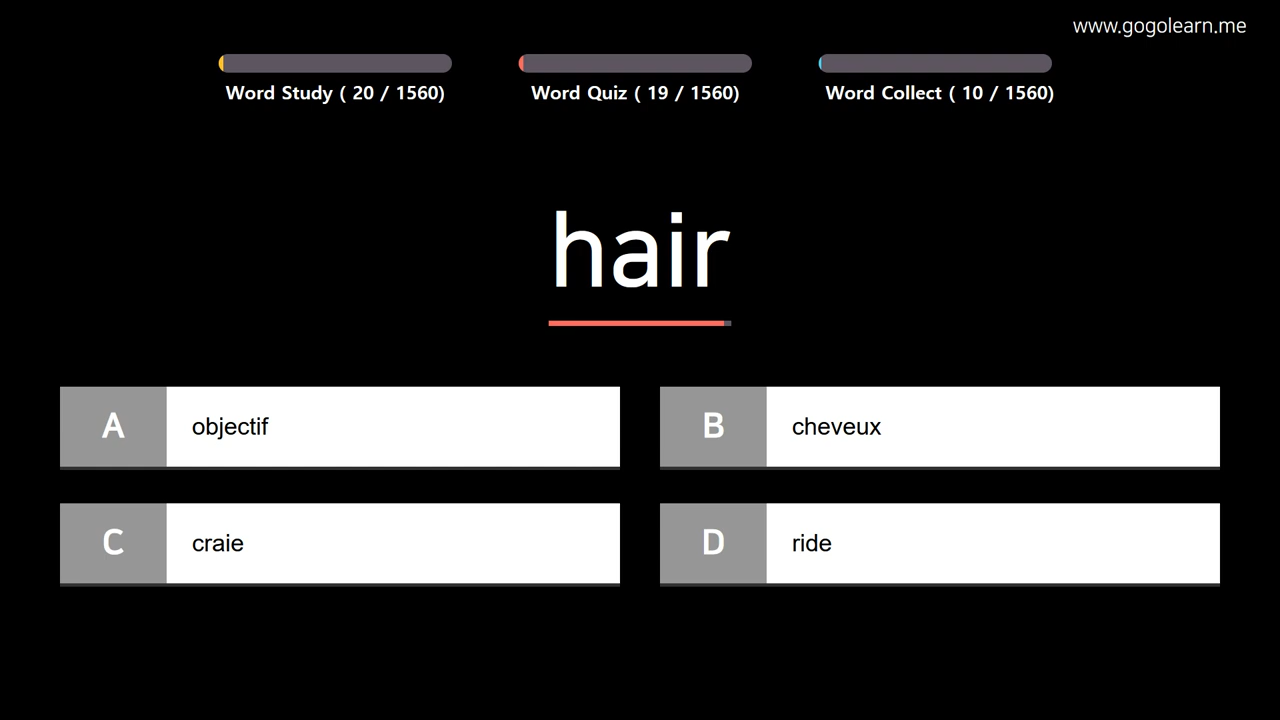 www.gogolearn.me
Word Study ( 20 / 1560)
Word Quiz ( 19 / 1560)
Word Collect ( 10 / 1560)
hair
A objectif
B cheveux
C craie
D ride